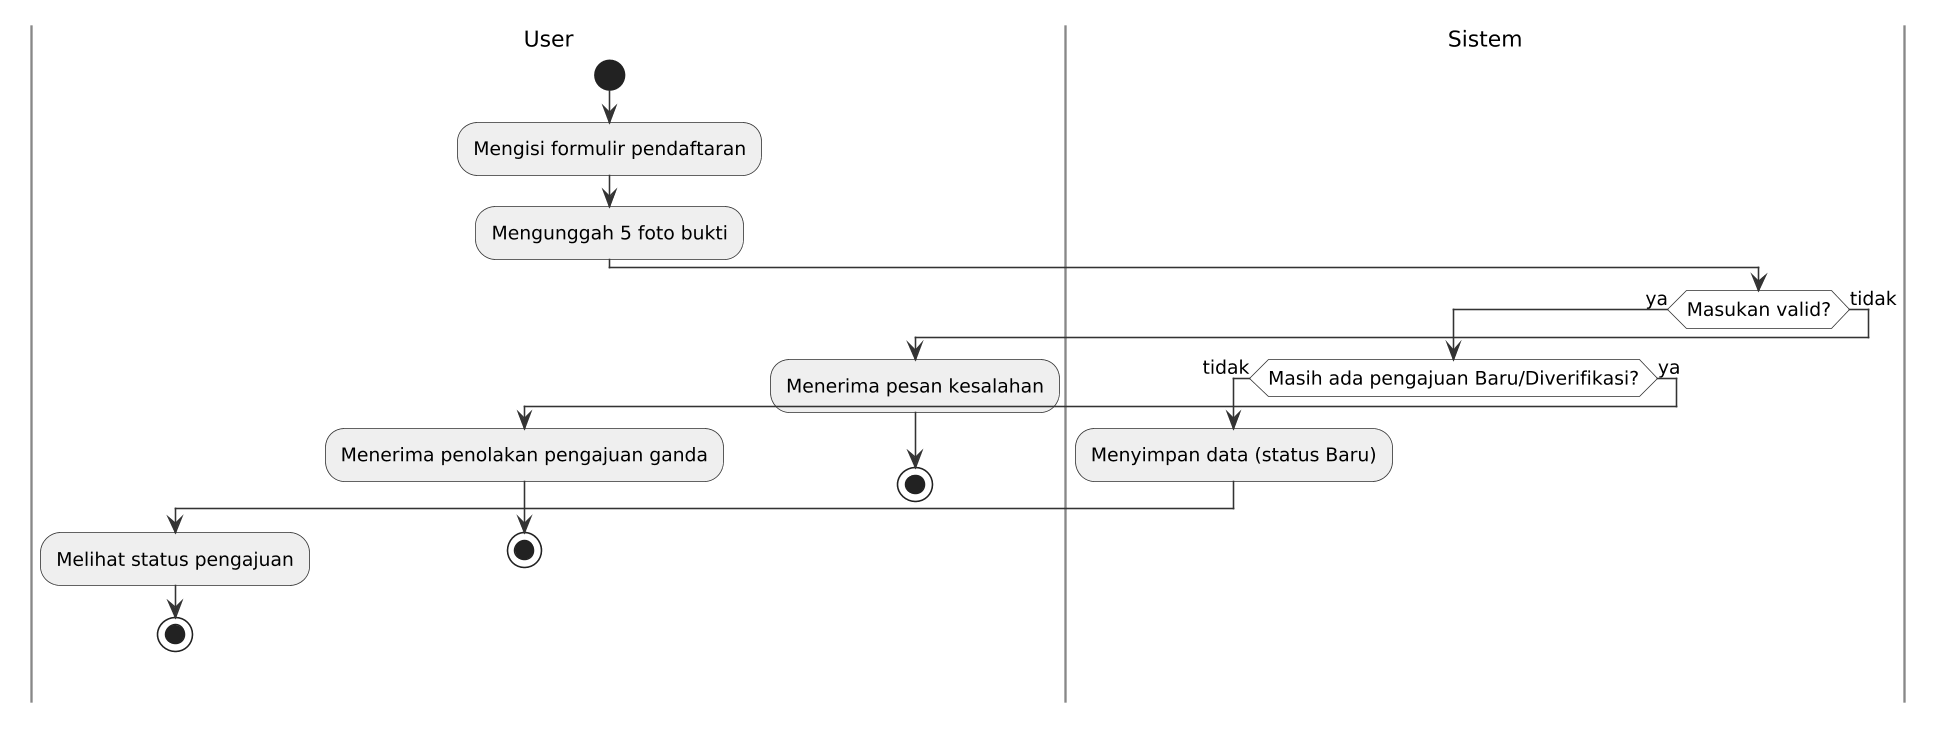 User
Sistem
Mengisi formulir pendaftaran
Mengunggah 5 foto bukti
ya
Masukan valid?
tidak
Menerima pesan kesalahan
tidak
Masih ada pengajuan Baru/Diverifikasi?
ya
Menerima penolakan pengajuan ganda
Menyimpan data (status Baru)
Melihat status pengajuan